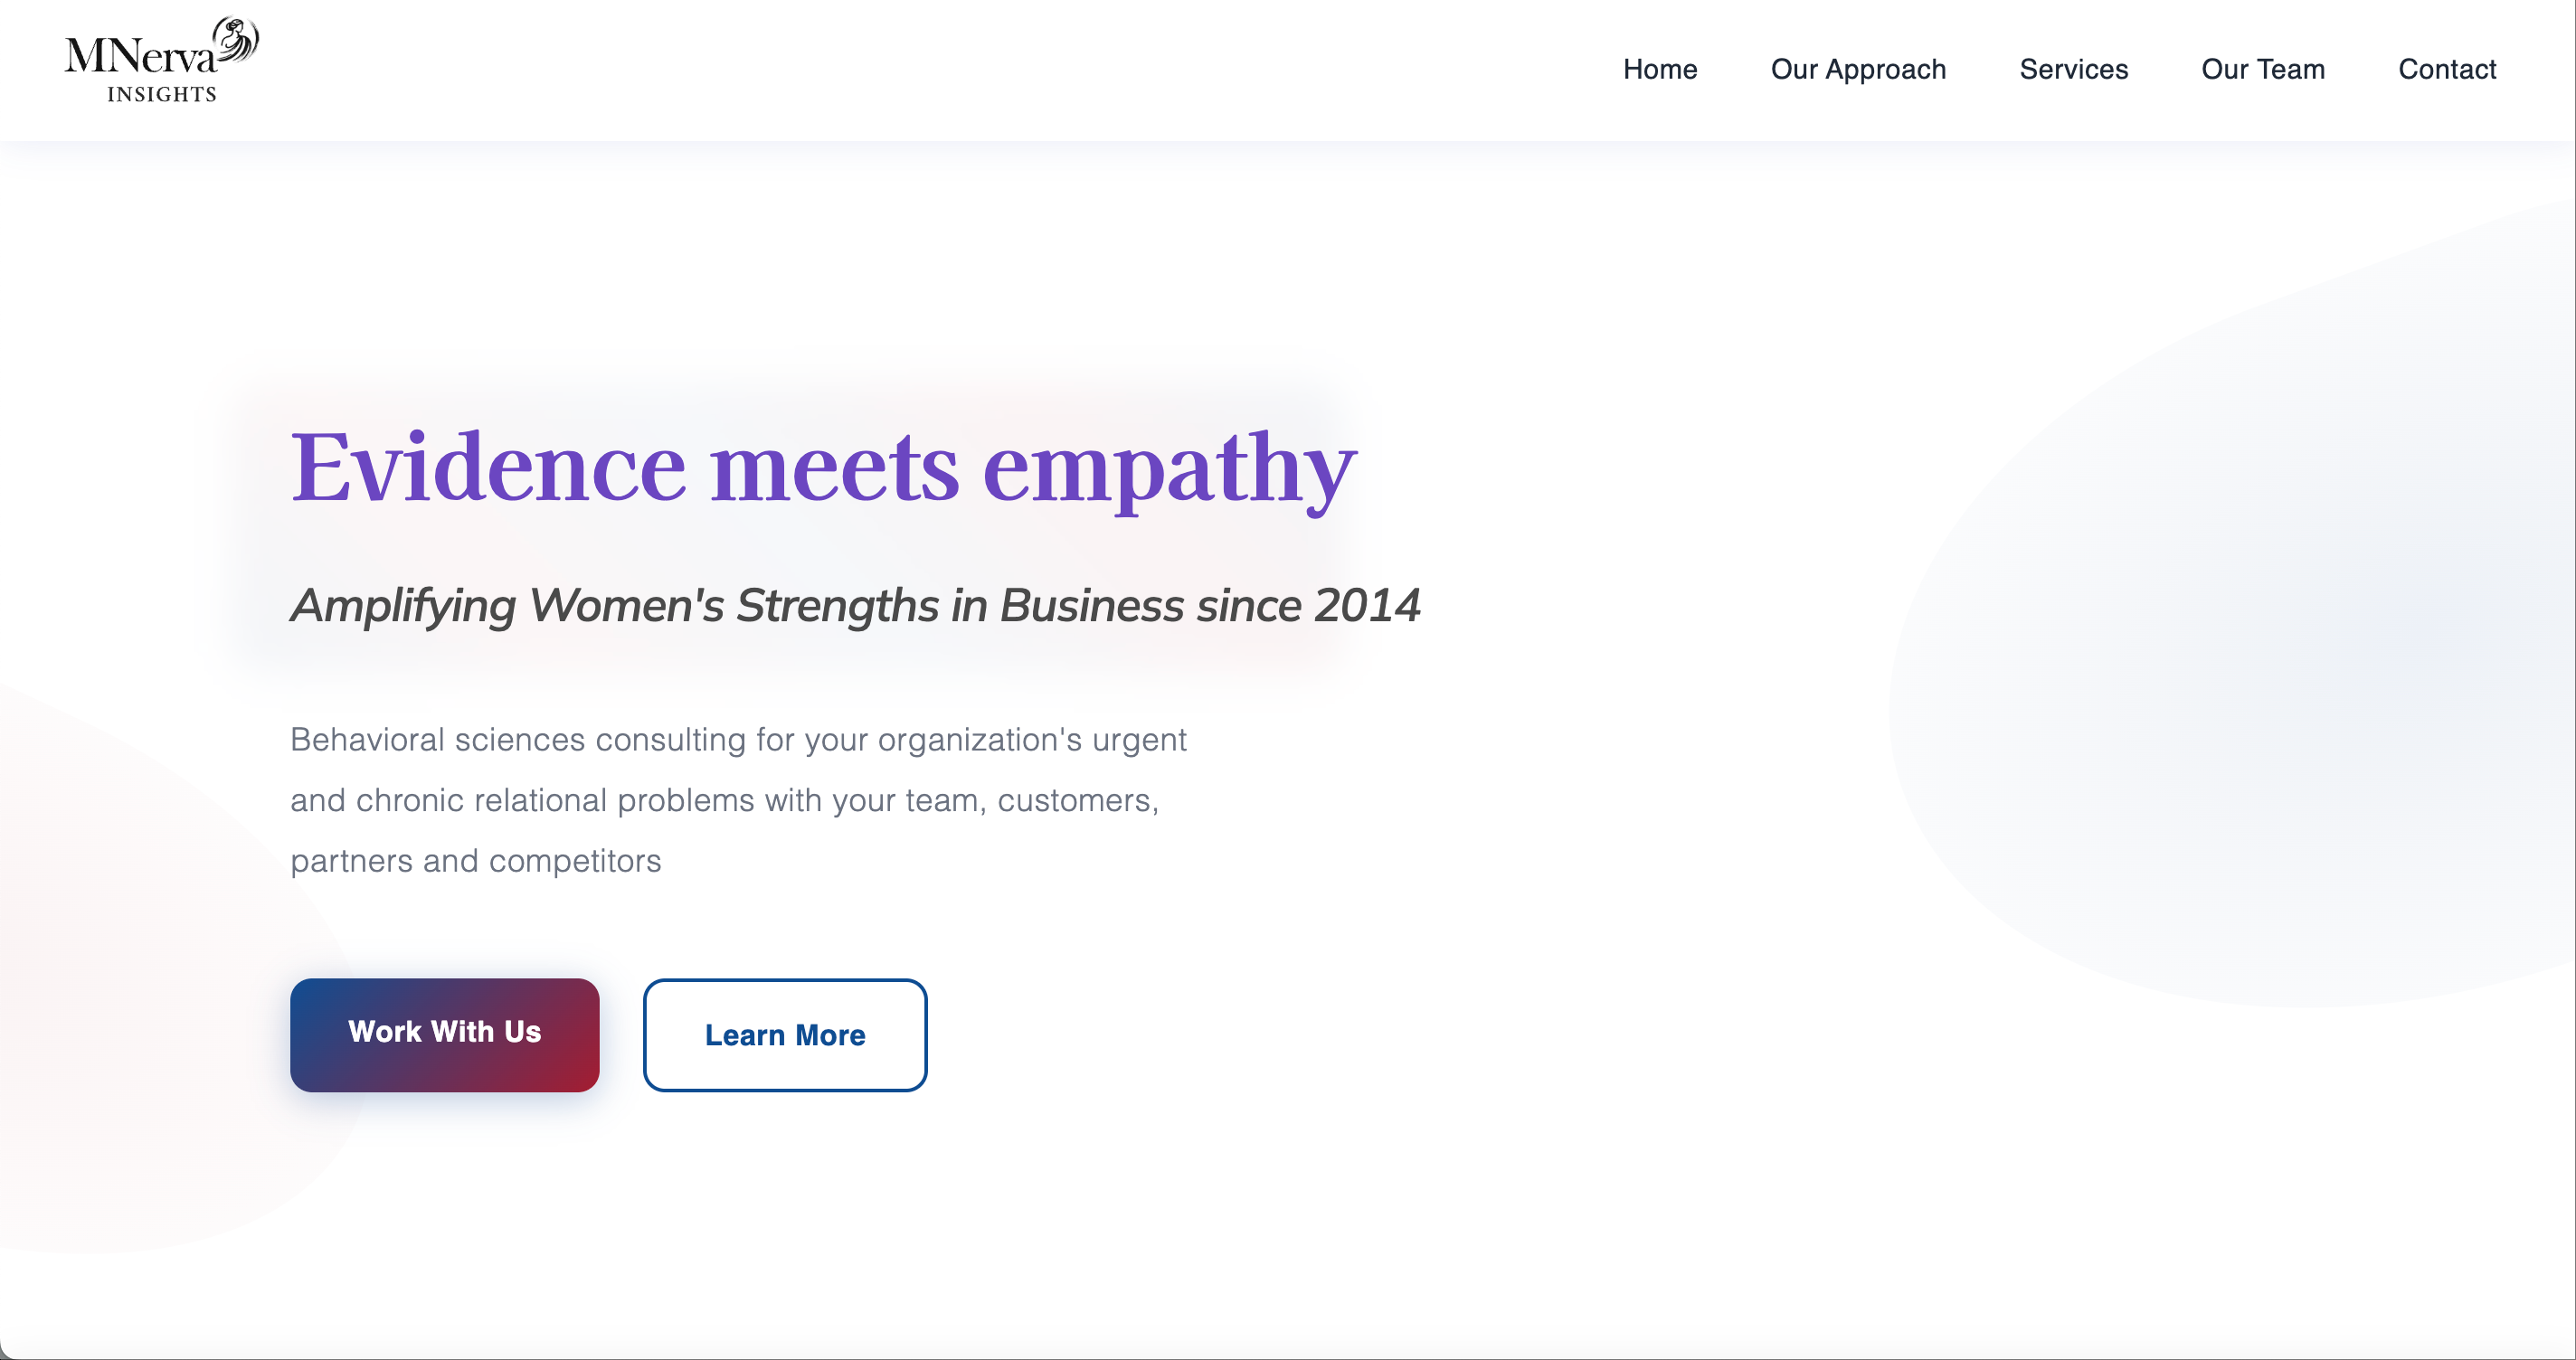 MNerva
INSIGHTS
Home
Our Approach
Services
Our Team
Contact
Evidence meets empathy
Amplifying Women's Strengths in Business since 2014
Behavioral sciences consulting for your organization's urgent
and chronic relational problems with your team, customers,
partners and competitors
Work With Us
Learn More